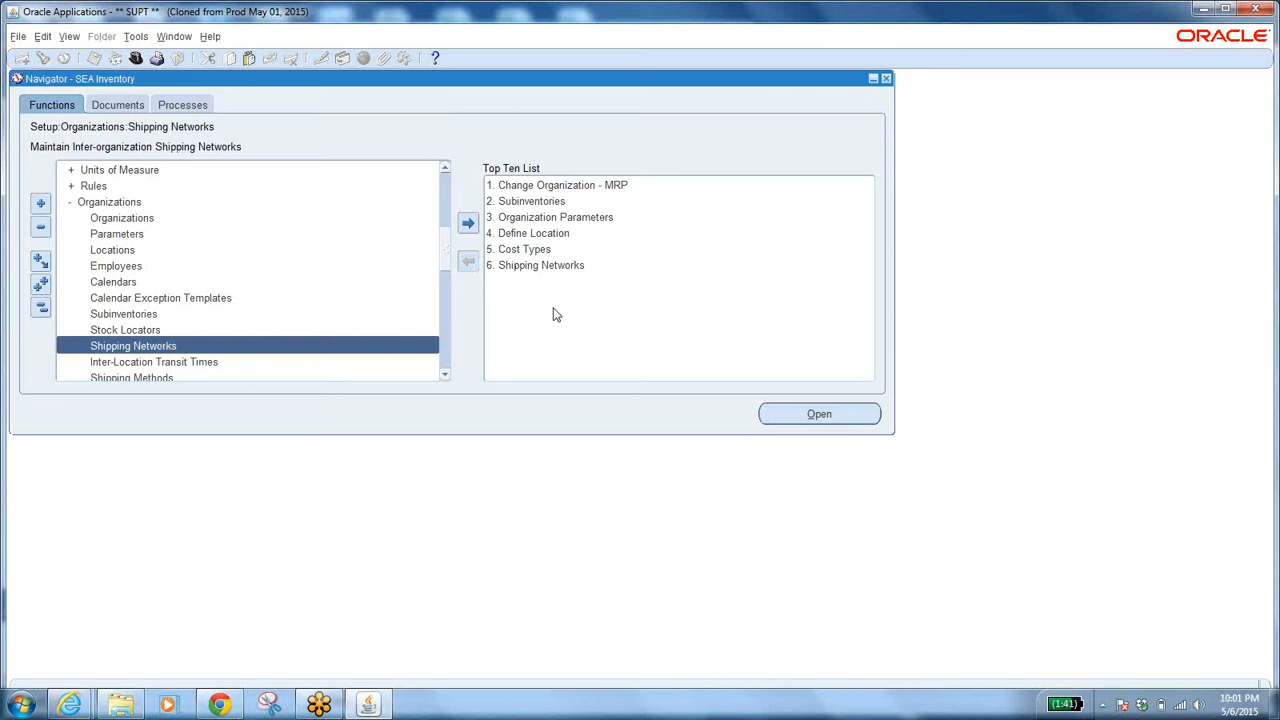 Oracle Applications - ** SUPT **  (Cloned from Prod May 01, 2015)
File Edit View Folder Tools Window Help
ORACLE
Navigator - SEA Inventory
Functions Documents Processes
Setup:Organizations:Shipping Networks
Maintain Inter-organization Shipping Networks
+ Units of Measure
+ Rules
- Organizations
Organizations
Parameters
Locations
Employees
Calendars
Calendar Exception Templates
Subinventories
Stock Locators
Shipping Networks
Inter-Location Transit Times
Shipping Methods
Top Ten List
1. Change Organization - MRP
2. Subinventories
3. Organization Parameters
4. Define Location
5. Cost Types
6. Shipping Networks
Open
(1:41)
10:01 PM
5/6/2015